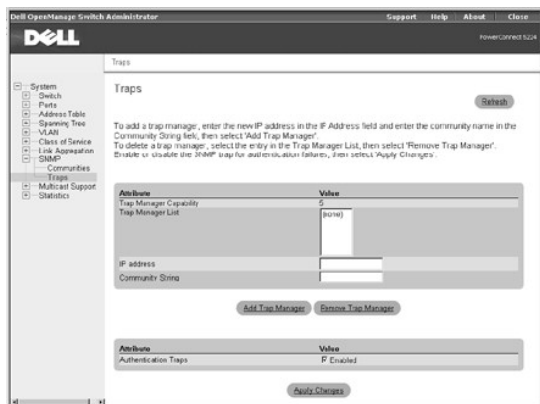 Dell OpenManage Switch Administrator
Support Help About Close
DELL
PowerConnect 5224
Traps
System
Switch
Ports
Address Table
Spanning Tree
VLAN
Class of Service
Link Aggregation
SNMP
Communities
Traps
Multicast Support
Statistics
Traps
Refresh
To add a trap manager, enter the new IP address in the IP Address field and enter the community name in the
Community String field, then select 'Add Trap Manager'.
To delete a trap manager, select the entry in the Trap Manager List, then select 'Remove Trap Manager'.
Enable or disable the SNMP trap for authentication failures, then select 'Apply Changes'.
Attribute Value
Trap Manager Capability 5
Trap Manager List (none)
IP address
Community String
Add Trap Manager Remove Trap Manager
Attribute Value
Authentication Traps Enabled
Apply Changes